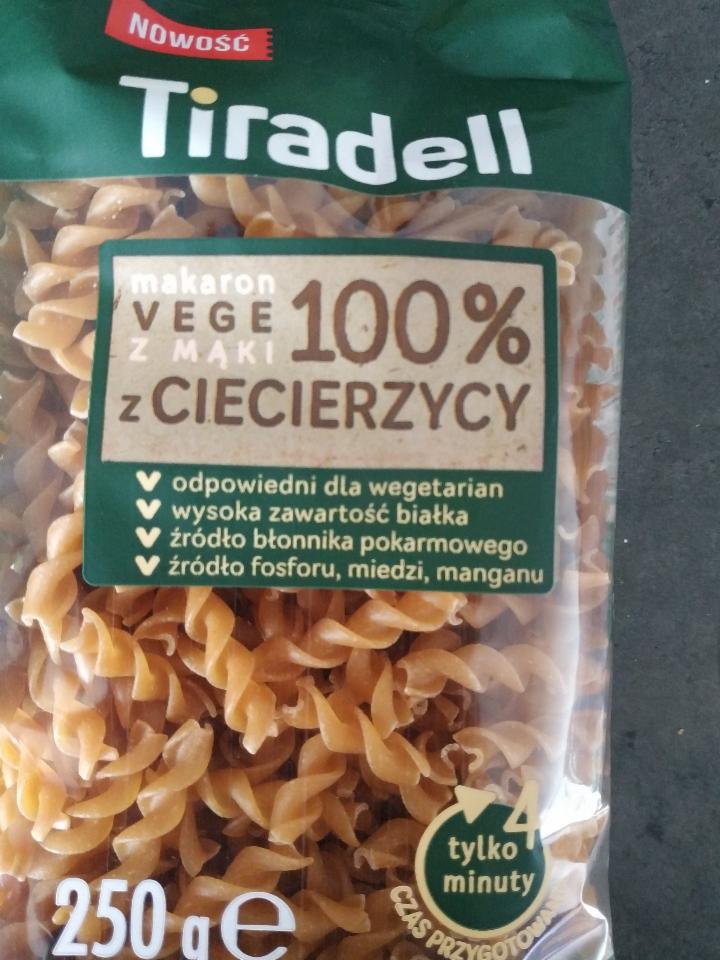 NOWOŚĆ
Tiradell
makaron
VEGE
Z MĄKI
100%
z CIECIERZYCY
odpowiedni dla wegetarian
wysoka zawartość białka
źródło błonnika pokarmowego
źródło fosforu, miedzi, manganu
4
tylko
minuty
CZAS PRZYGOTOWANIA
250 g e